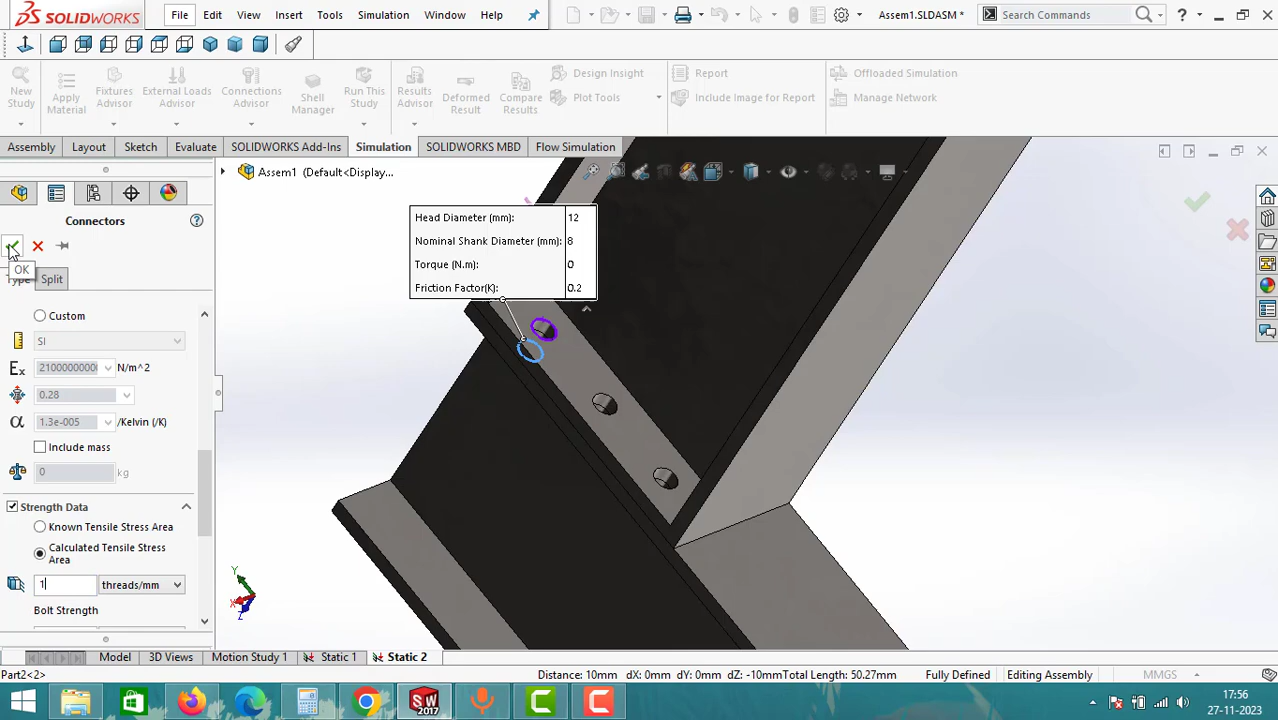 SOLIDWORKS
File Edit View Insert Tools Simulation Window Help
Assem1.SLDASM *
Search Commands
New Study
Apply Material
Fixtures Advisor
External Loads Advisor
Connections Advisor
Shell Manager
Run This Study
Results Advisor
Deformed Result
Compare Results
Design Insight
Plot Tools
Report
Include Image for Report
Offloaded Simulation
Manage Network
Assembly Layout Sketch Evaluate SOLIDWORKS Add-Ins Simulation SOLIDWORKS MBD Flow Simulation
Assem1 (Default<Display...
Connectors
OK
Type Split
Custom
SI
Ex 2100000000 N/m^2
0.28
α 1.3e-005 /Kelvin (/K)
Include mass
0 kg
Strength Data
Known Tensile Stress Area
Calculated Tensile Stress
Area
1 threads/mm
Bolt Strength
Head Diameter (mm): 12
Nominal Shank Diameter (mm): 8
Torque (N.m): 0
Friction Factor(K): 0.2
Y
X
Z
Model 3D Views Motion Study 1 Static 1 Static 2
Part2<2> Distance: 10mm dX: 0mm dY: 0mm dZ: -10mm Total Length: 50.27mm Fully Defined Editing Assembly MMGS
SW
2017
17:56
27-11-2023